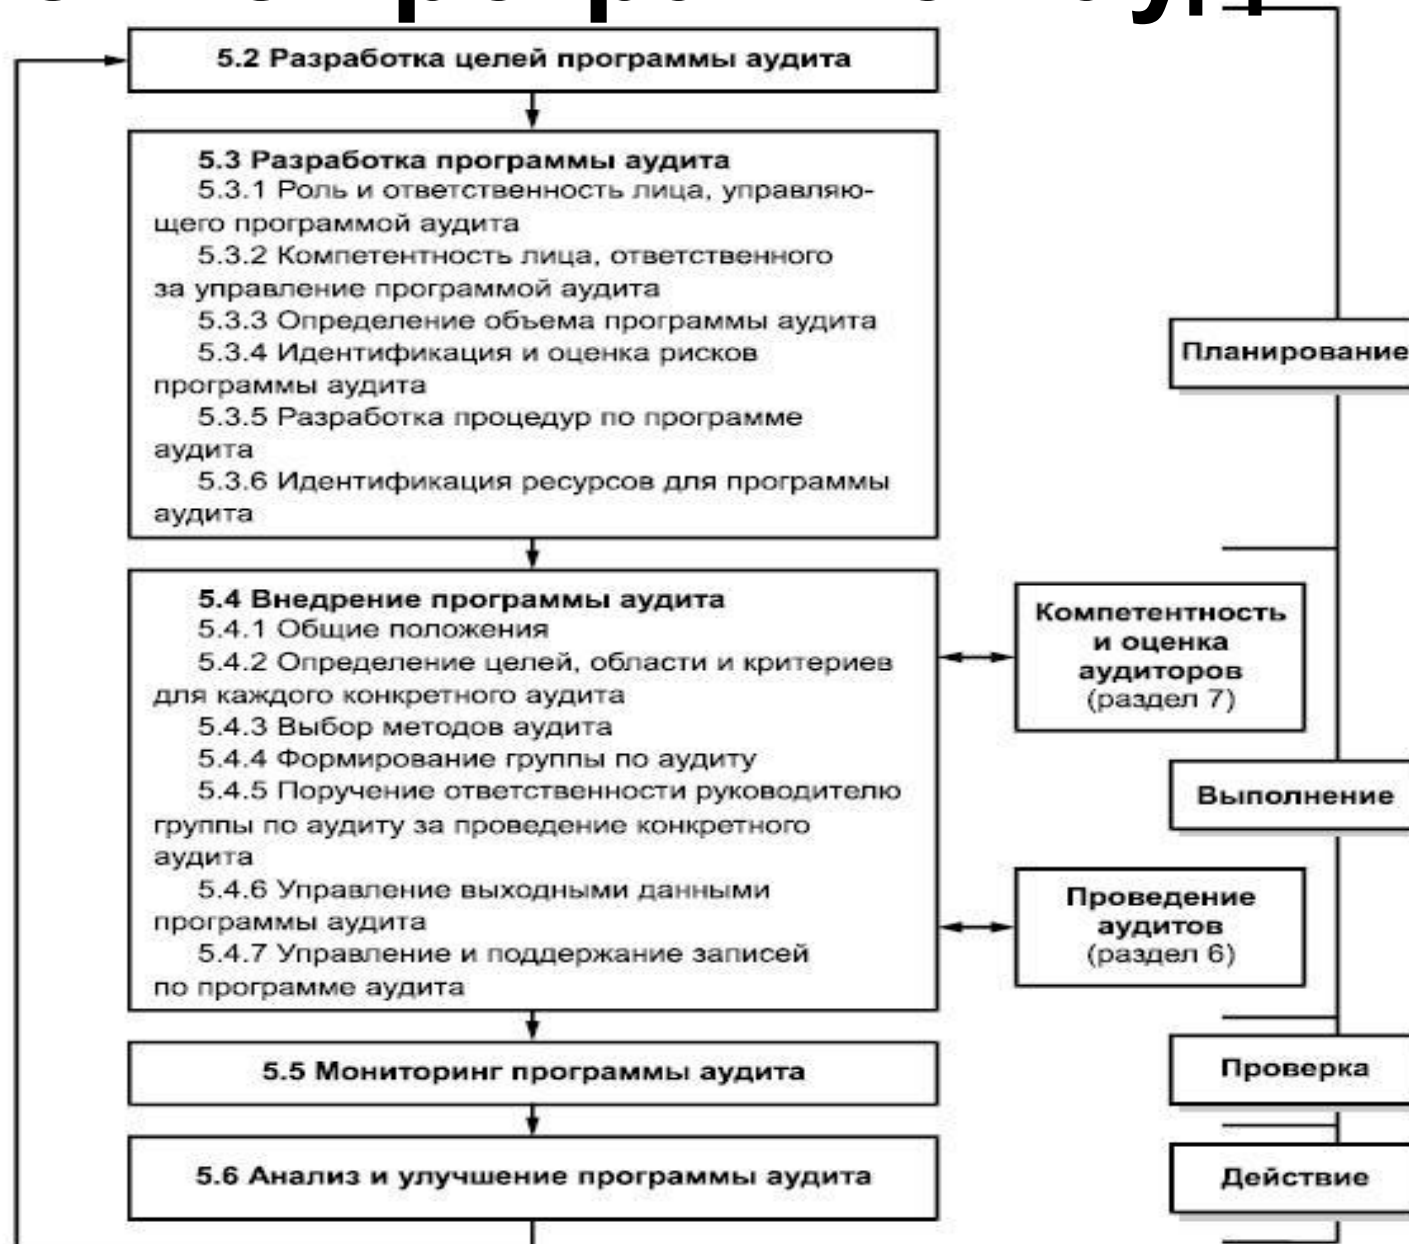 5.2 Разработка целей программы аудита
5.3 Разработка программы аудита
5.3.1 Роль и ответственность лица, управляю-
щего программой аудита
5.3.2 Компетентность лица, ответственного
за управление программой аудита
5.3.3 Определение объема программы аудита
5.3.4 Идентификация и оценка рисков
программы аудита
5.3.5 Разработка процедур по программе
аудита
5.3.6 Идентификация ресурсов для программы
аудита
Планирование
5.4 Внедрение программы аудита
5.4.1 Общие положения
5.4.2 Определение целей, области и критериев
для каждого конкретного аудита
5.4.3 Выбор методов аудита
5.4.4 Формирование группы по аудиту
5.4.5 Поручение ответственности руководителю
группы по аудиту за проведение конкретного
аудита
5.4.6 Управление выходными данными
программы аудита
5.4.7 Управление и поддержание записей
по программе аудита
Компетентность
и оценка
аудиторов
(раздел 7)
Выполнение
Проведение
аудитов
(раздел 6)
5.5 Мониторинг программы аудита
Проверка
5.6 Анализ и улучшение программы аудита
Действие